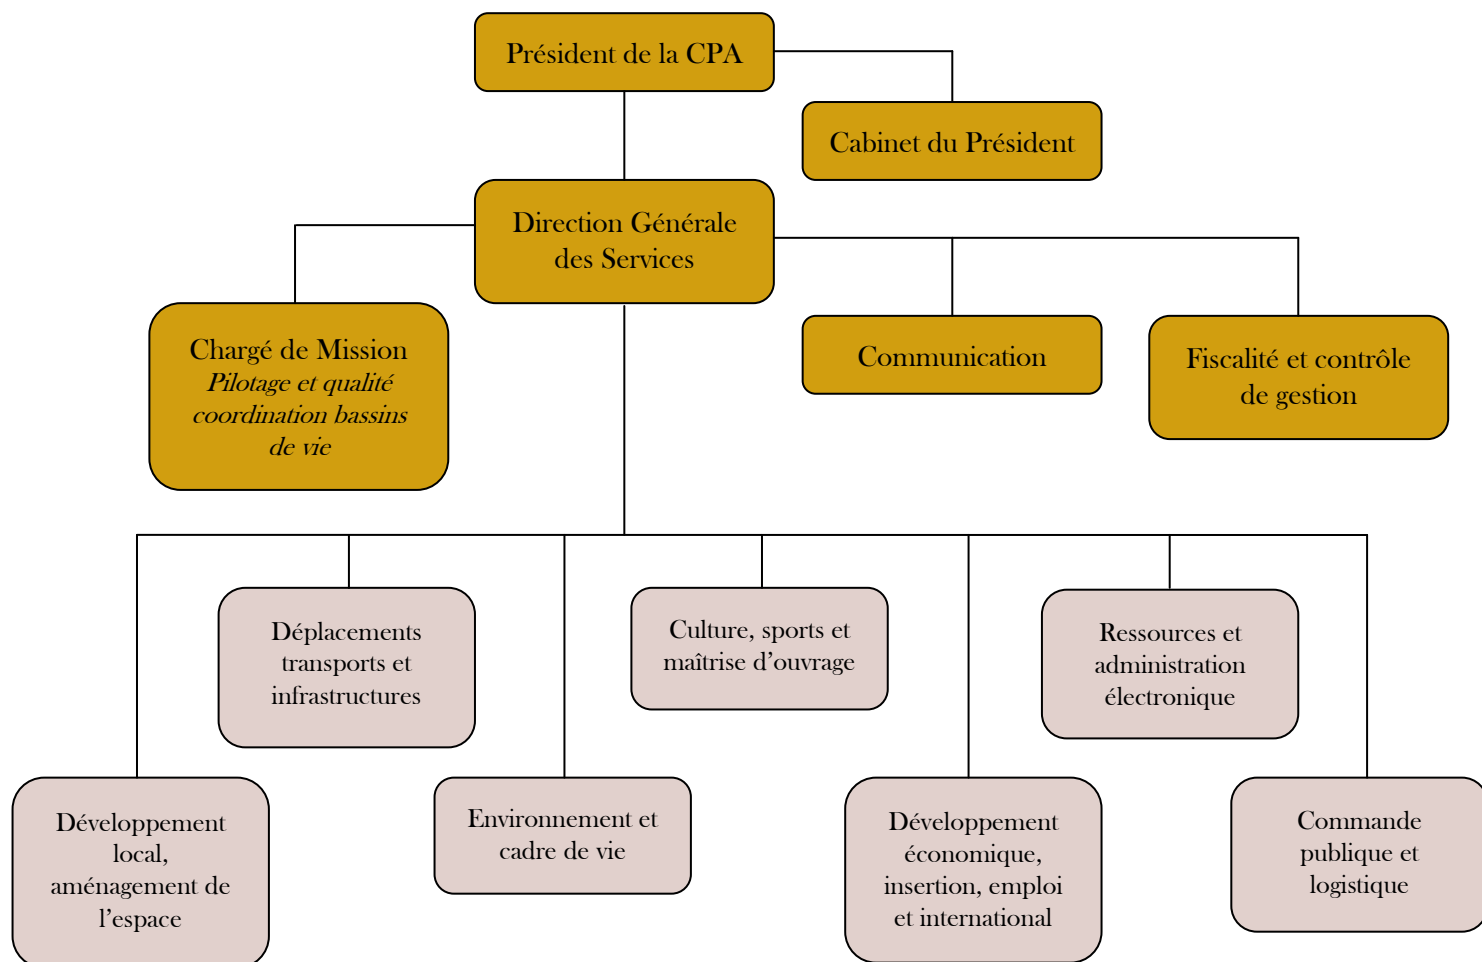 Président de la CPA
Cabinet du Président
Direction Générale
des Services
Chargé de Mission
Pilotage et qualité
coordination bassins
de vie
Communication
Fiscalité et contrôle
de gestion
Déplacements
transports et
infrastructures
Culture, sports et
maîtrise d’ouvrage
Ressources et
administration
électronique
Développement
local,
aménagement de
l’espace
Environnement et
cadre de vie
Développement
économique,
insertion, emploi
et international
Commande
publique et
logistique